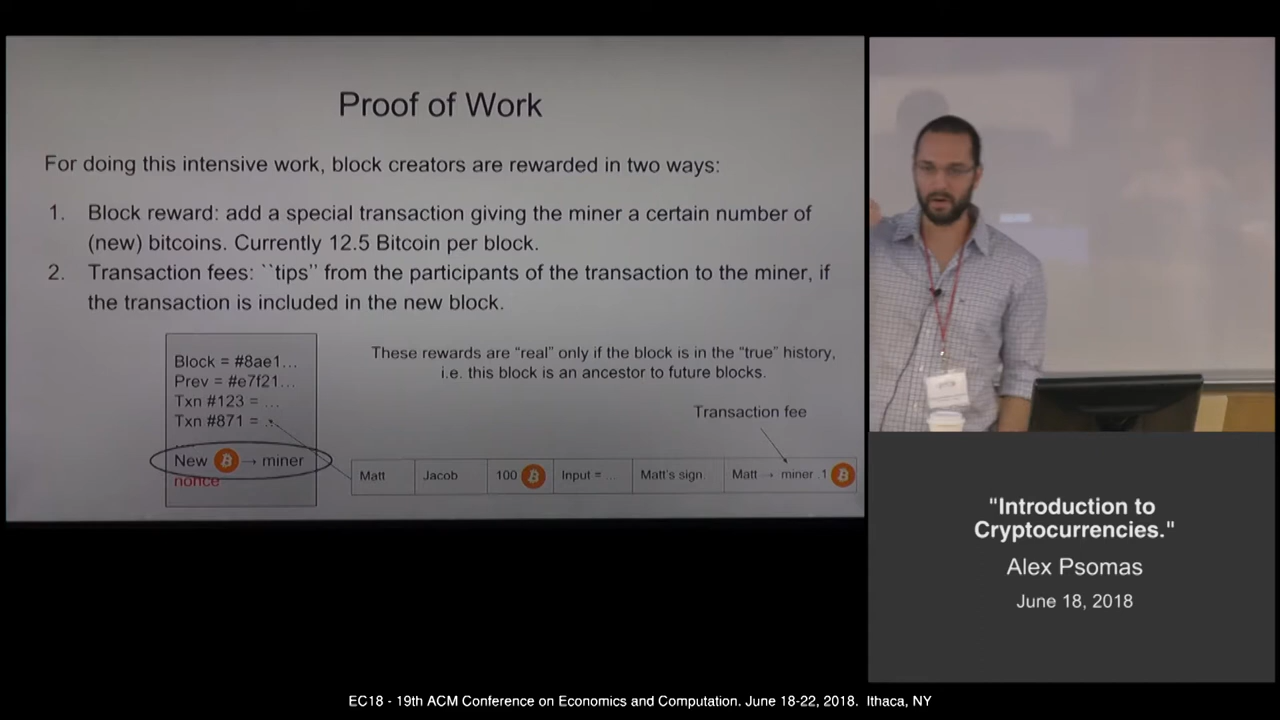 Proof of Work
For doing this intensive work, block creators are rewarded in two ways:
1. Block reward: add a special transaction giving the miner a certain number of
(new) bitcoins. Currently 12.5 Bitcoin per block.
2. Transaction fees: ``tips'' from the participants of the transaction to the miner, if
the transaction is included in the new block.
Block = #8ae1...
Prev = #e7f21...
Txn #123 = ...
Txn #871 = ...
...
New → miner
nonce
These rewards are “real” only if the block is in the “true” history,
i.e. this block is an ancestor to future blocks.
Transaction fee
Matt Jacob 100 Input = ... Matt's sign. Matt → miner .1
"Introduction to
Cryptocurrencies."
Alex Psomas
June 18, 2018
EC18 - 19th ACM Conference on Economics and Computation. June 18-22, 2018. Ithaca, NY